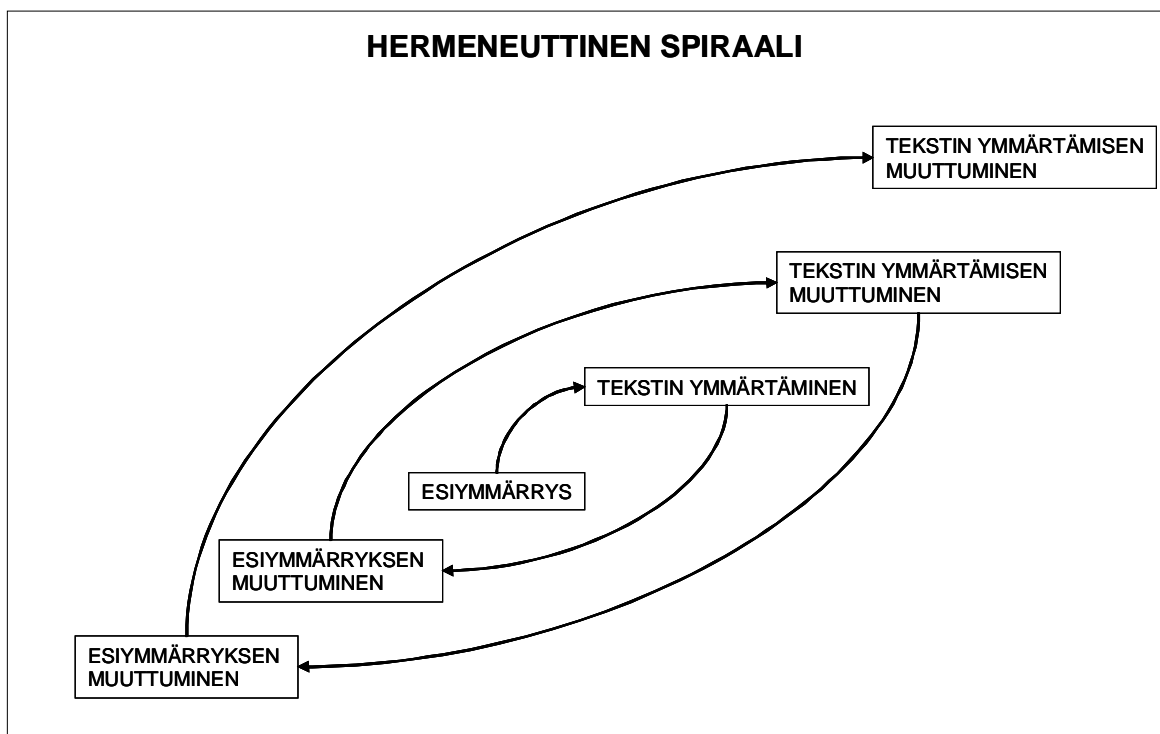 HERMENEUTTINEN SPIRAALI
TEKSTIN YMMÄRTÄMISEN
MUUTTUMINEN
TEKSTIN YMMÄRTÄMISEN
MUUTTUMINEN
TEKSTIN YMMÄRTÄMINEN
ESIYMMÄRRYS
ESIYMMÄRRYKSEN
MUUTTUMINEN
ESIYMMÄRRYKSEN
MUUTTUMINEN